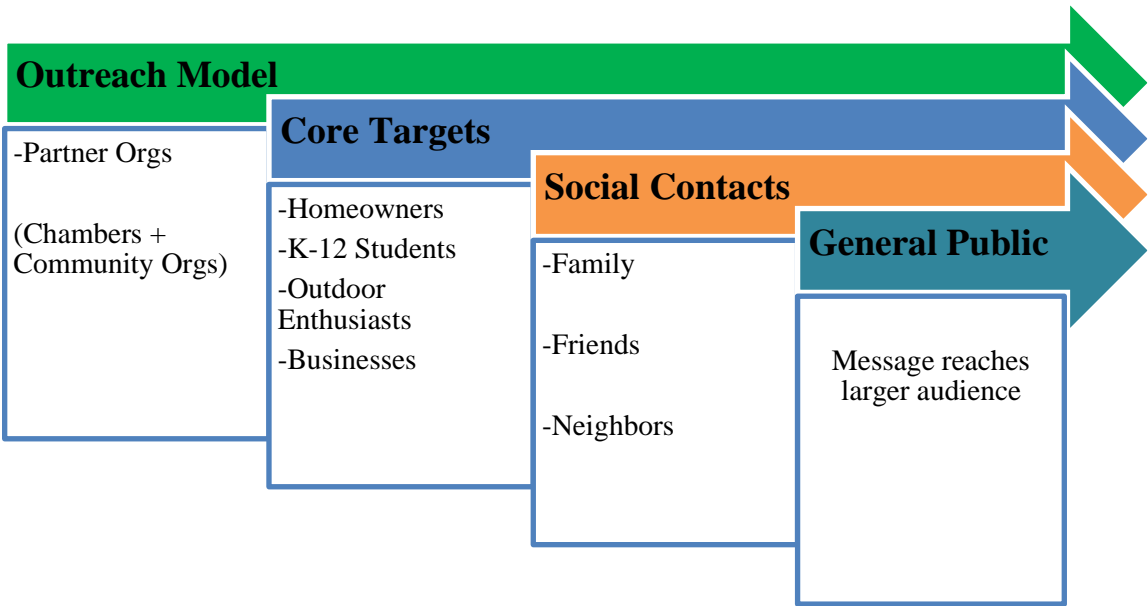 Outreach Model
-Partner Orgs
(Chambers +
Community Orgs)
Core Targets
-Homeowners
-K-12 Students
-Outdoor
Enthusiasts
-Businesses
Social Contacts
-Family
-Friends
-Neighbors
General Public
Message reaches
larger audience